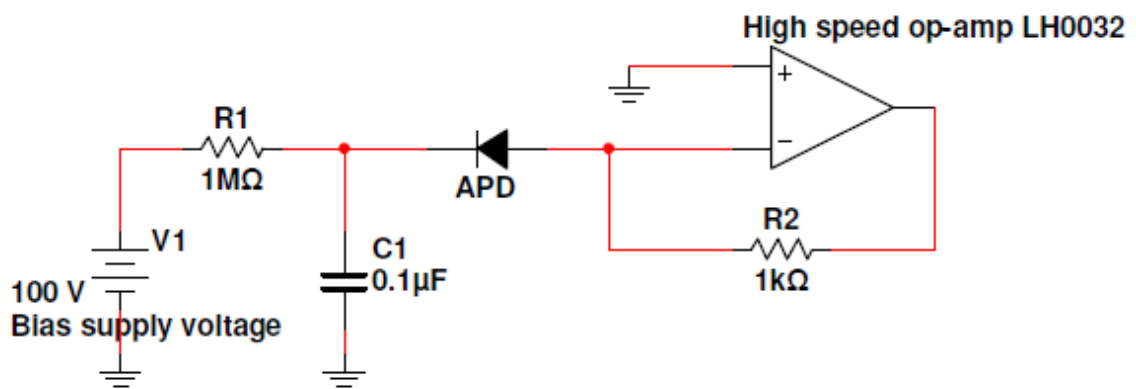 High speed op-amp LH0032
+
R1
1MΩ
APD
−
R2
1kΩ
V1
C1
0.1µF
100 V
Bias supply voltage